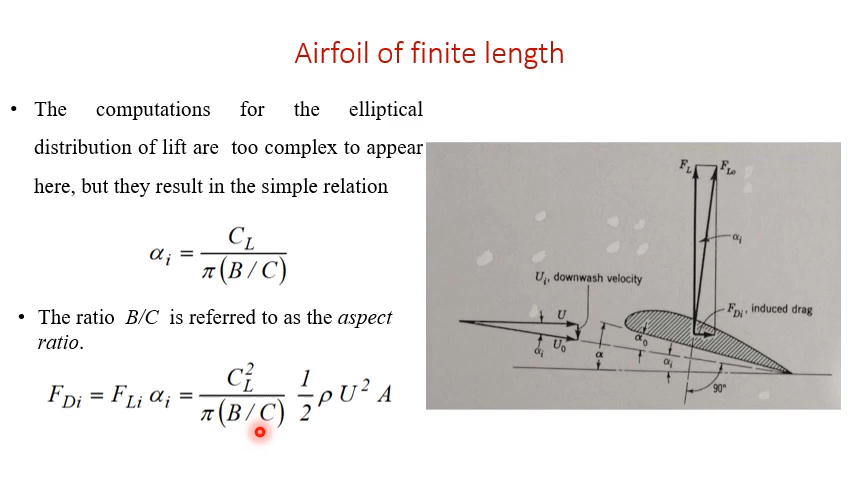 Airfoil of finite length
• The computations for the elliptical
distribution of lift are too complex to appear
here, but they result in the simple relation
α_i = C_L / π(B/C)
• The ratio B/C is referred to as the aspect
ratio.
F_Di = F_Li α_i = C_L² / π(B/C) 1/2 ρ U² A
F_L F_Lo
α_i
U_i, downwash velocity
U
F_Di, induced drag
α_i U_o α α_o α_i
90°